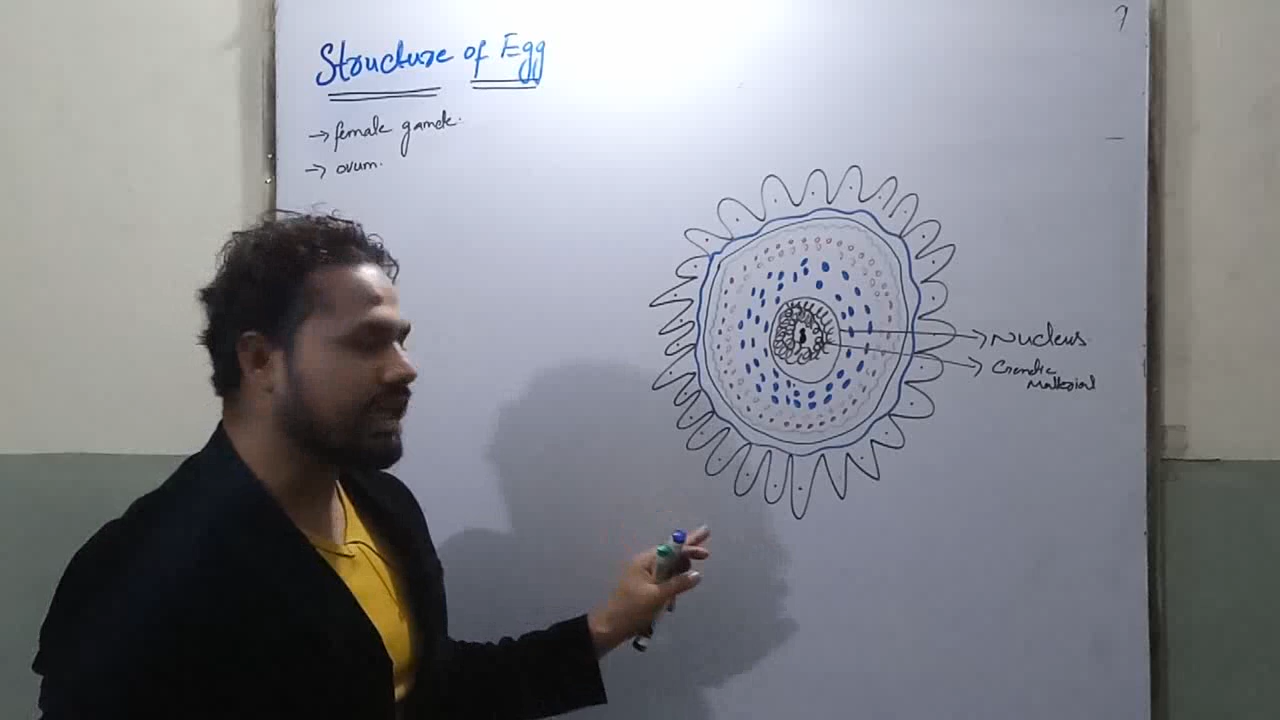 Structure of Egg
→ female gamete.
→ ovum.
→ Nucleus
→ Genetic
Material